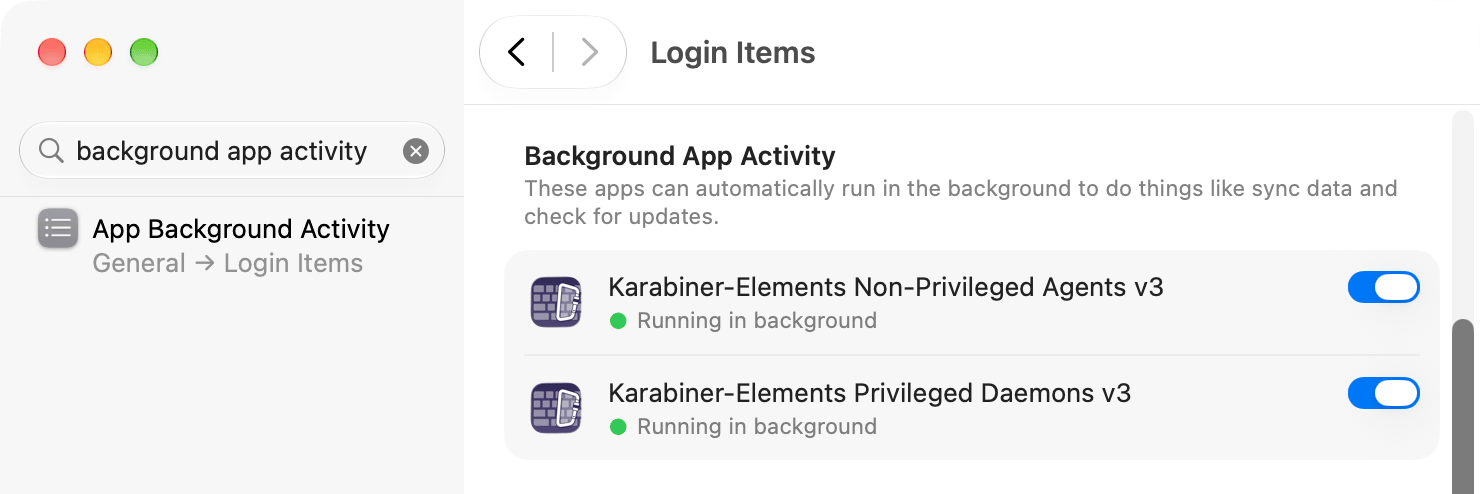 Login Items
background app activity
App Background Activity
General → Login Items
Background App Activity
These apps can automatically run in the background to do things like sync data and
check for updates.
Karabiner-Elements Non-Privileged Agents v3
Running in background
Karabiner-Elements Privileged Daemons v3
Running in background